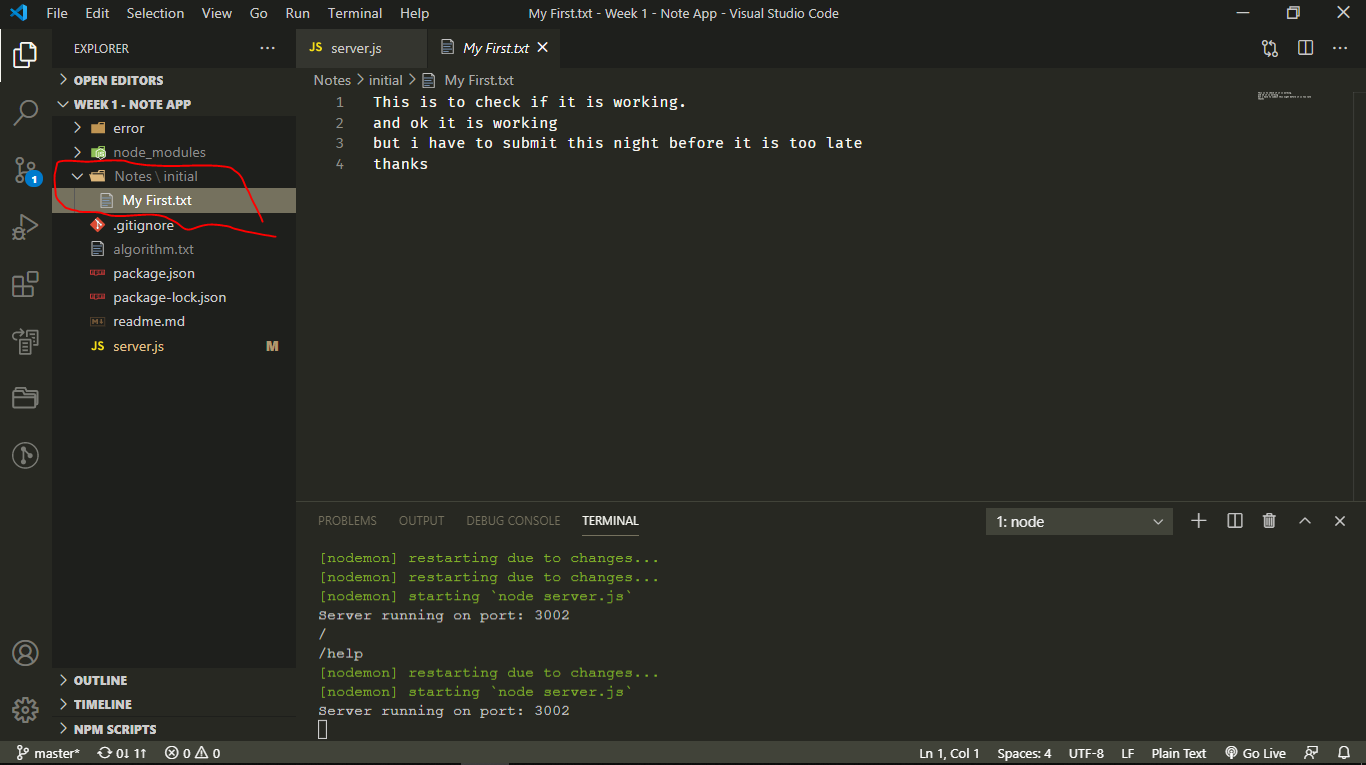 File Edit Selection View Go Run Terminal Help
My First.txt - Week 1 - Note App - Visual Studio Code
EXPLORER
JS server.js
My First.txt
OPEN EDITORS
WEEK 1 - NOTE APP
error
node_modules
Notes \ initial
My First.txt
.gitignore
algorithm.txt
package.json
package-lock.json
readme.md
JS server.js M
1
OUTLINE
TIMELINE
NPM SCRIPTS
Notes > initial > My First.txt
1 This is to check if it is working.
2 and ok it is working
3 but i have to submit this night before it is too late
4 thanks
PROBLEMS OUTPUT DEBUG CONSOLE TERMINAL
1: node
[nodemon] restarting due to changes...
[nodemon] restarting due to changes...
[nodemon] starting `node server.js`
Server running on port: 3002
/
/help
[nodemon] restarting due to changes...
[nodemon] starting `node server.js`
Server running on port: 3002
master* 0↓ 1↑ 0 0
Ln 1, Col 1 Spaces: 4 UTF-8 LF Plain Text Go Live